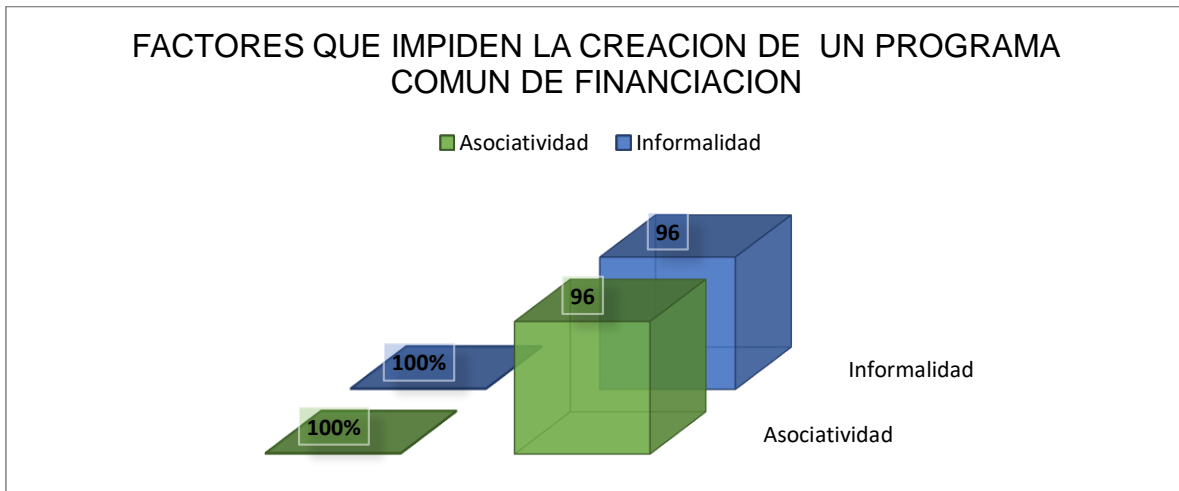 FACTORES QUE IMPIDEN LA CREACION DE UN PROGRAMA
COMUN DE FINANCIACION
Asociatividad Informalidad
96
96
100%
100%
Informalidad
Asociatividad